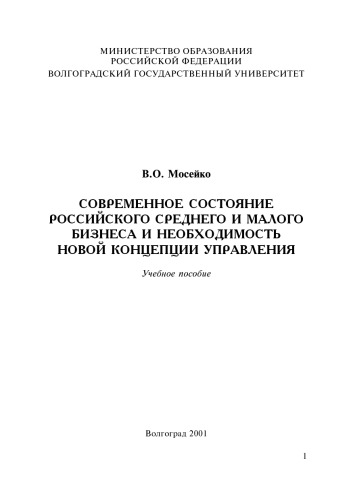 МИНИСТЕРСТВО ОБРАЗОВАНИЯ
РОССИЙСКОЙ ФЕДЕРАЦИИ
ВОЛГОГРАДСКИЙ ГОСУДАРСТВЕННЫЙ УНИВЕРСИТЕТ
В.О. Мосейко
СОВРЕМЕННОЕ СОСТОЯНИЕ
РОССИЙСКОГО СРЕДНЕГО И МАЛОГО
БИЗНЕСА И НЕОБХОДИМОСТЬ
НОВОЙ КОНЦЕПЦИИ УПРАВЛЕНИЯ
Учебное пособие
Волгоград 2001
1